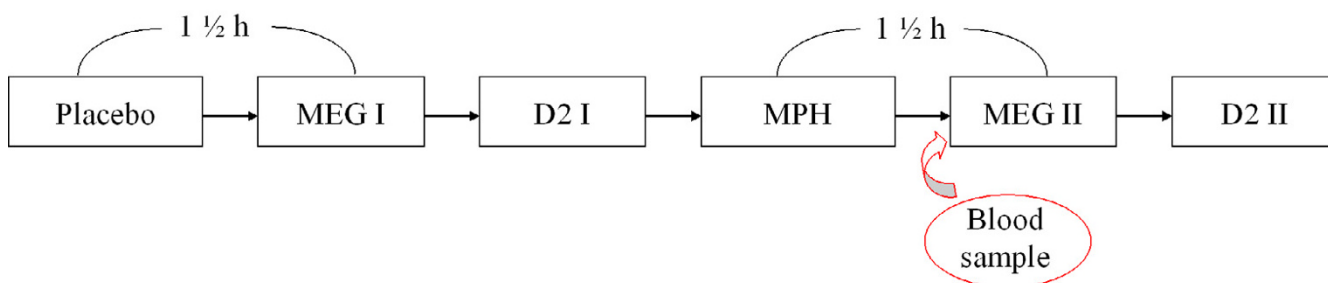 1 ½ h
1 ½ h
Placebo
MEG I
D2 I
MPH
MEG II
D2 II
Blood
sample